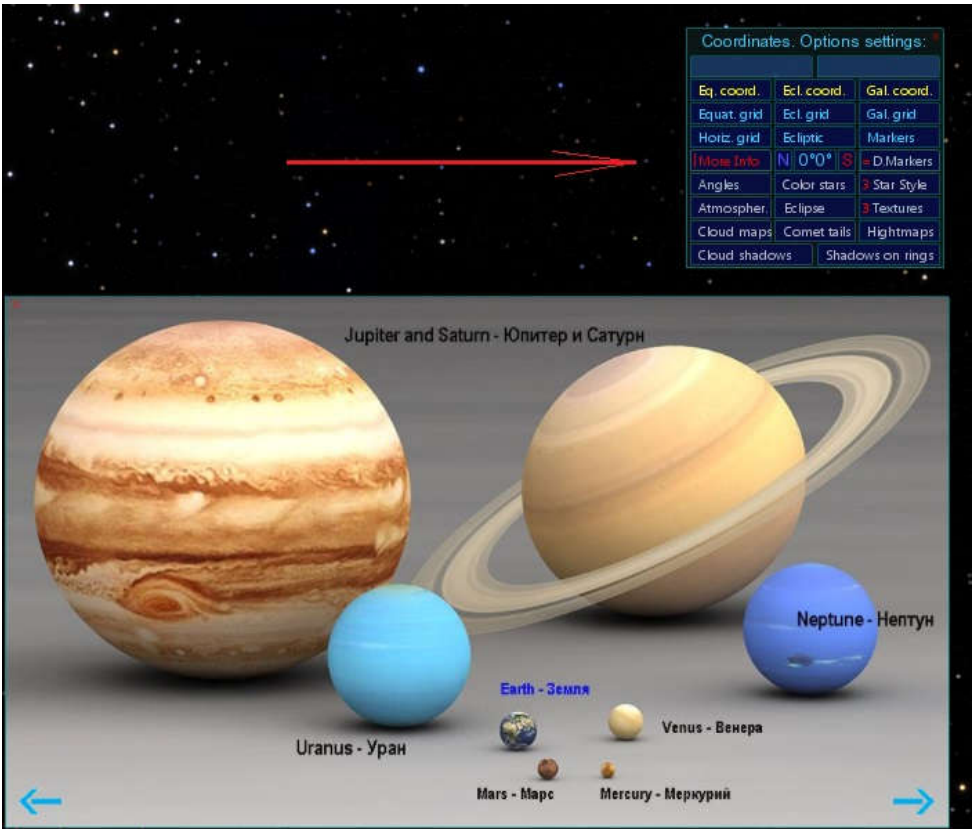 Coordinates. Options settings:
Eq. coord. Ecl. coord. Gal. coord.
Equat. grid Ecl. grid Gal. grid
Horiz. grid Ecliptic Markers
More Info N 0°0° S = D.Markers
Angles Color stars 3 Star Style
Atmospher. Eclipse 3 Textures
Cloud maps Comet tails Hightmaps
Cloud shadows Shadows on rings
Jupiter and Saturn - Юпитер и Сатурн
Neptune - Нептун
Earth - Земля
Venus - Венера
Uranus - Уран
Mars - Марс Mercury - Меркурий